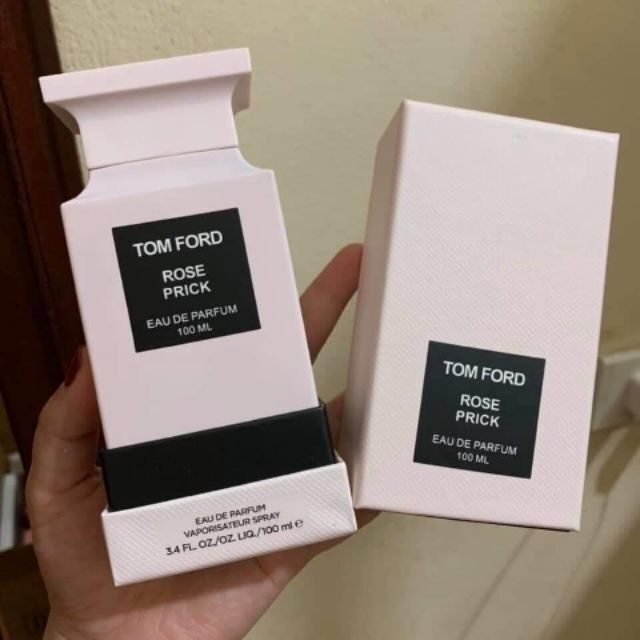 TOM FORD
ROSE
PRICK
EAU DE PARFUM
100 ML
EAU DE PARFUM
VAPORISATEUR SPRAY
3.4 FL. OZ./OZ. LIQ./100 ml e
TOM FORD
ROSE
PRICK
EAU DE PARFUM
100 ML